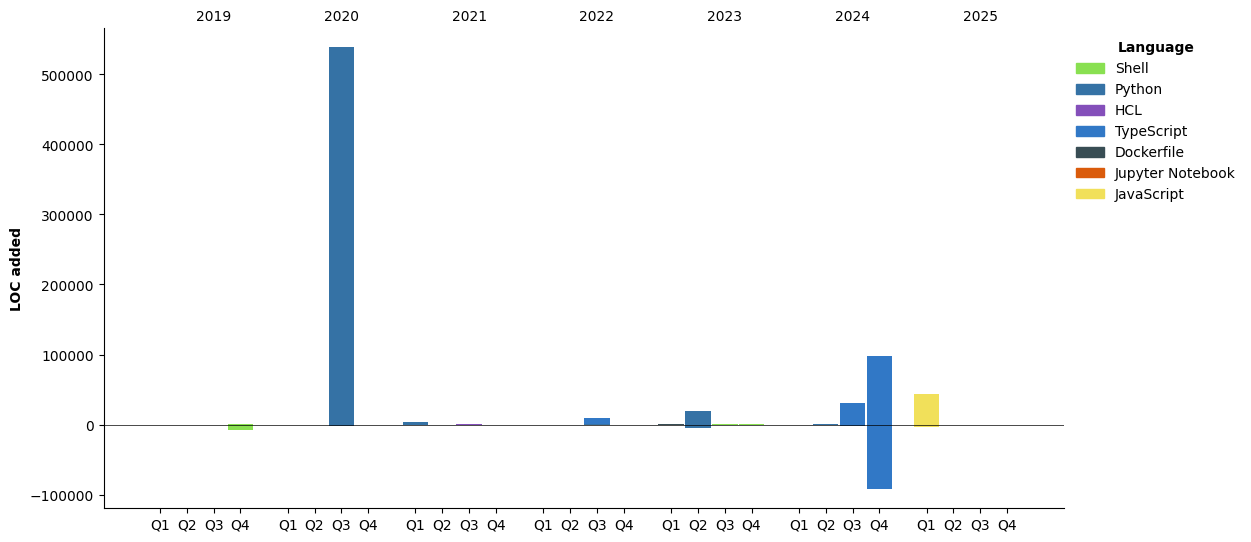 2019 2020 2021 2022 2023 2024 2025
Language
Shell
Python
HCL
TypeScript
Dockerfile
Jupyter Notebook
JavaScript
LOC added
500000
400000
300000
200000
100000
0
−100000
Q1 Q2 Q3 Q4 Q1 Q2 Q3 Q4 Q1 Q2 Q3 Q4 Q1 Q2 Q3 Q4 Q1 Q2 Q3 Q4 Q1 Q2 Q3 Q4 Q1 Q2 Q3 Q4